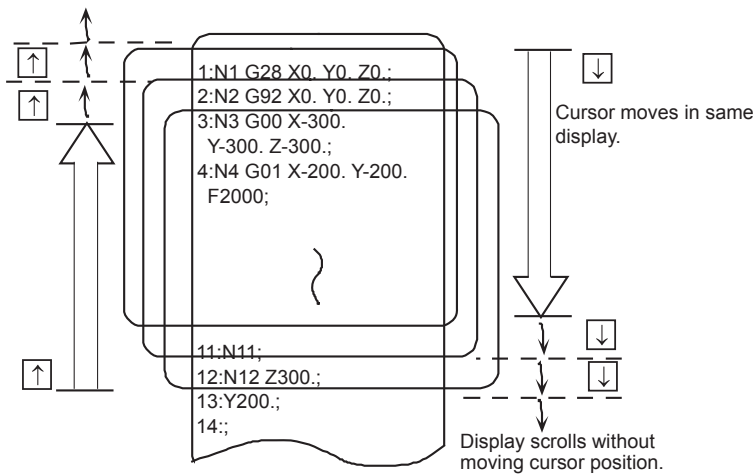 ↑
↑
1:N1 G28 X0. Y0. Z0.;
2:N2 G92 X0. Y0. Z0.;
3:N3 G00 X-300.
Y-300. Z-300.;
4:N4 G01 X-200. Y-200.
F2000;
11:N11;
12:N12 Z300.;
13:Y200.;
14:;
↑
↓
Cursor moves in same
display.
↓
↓
Display scrolls without
moving cursor position.